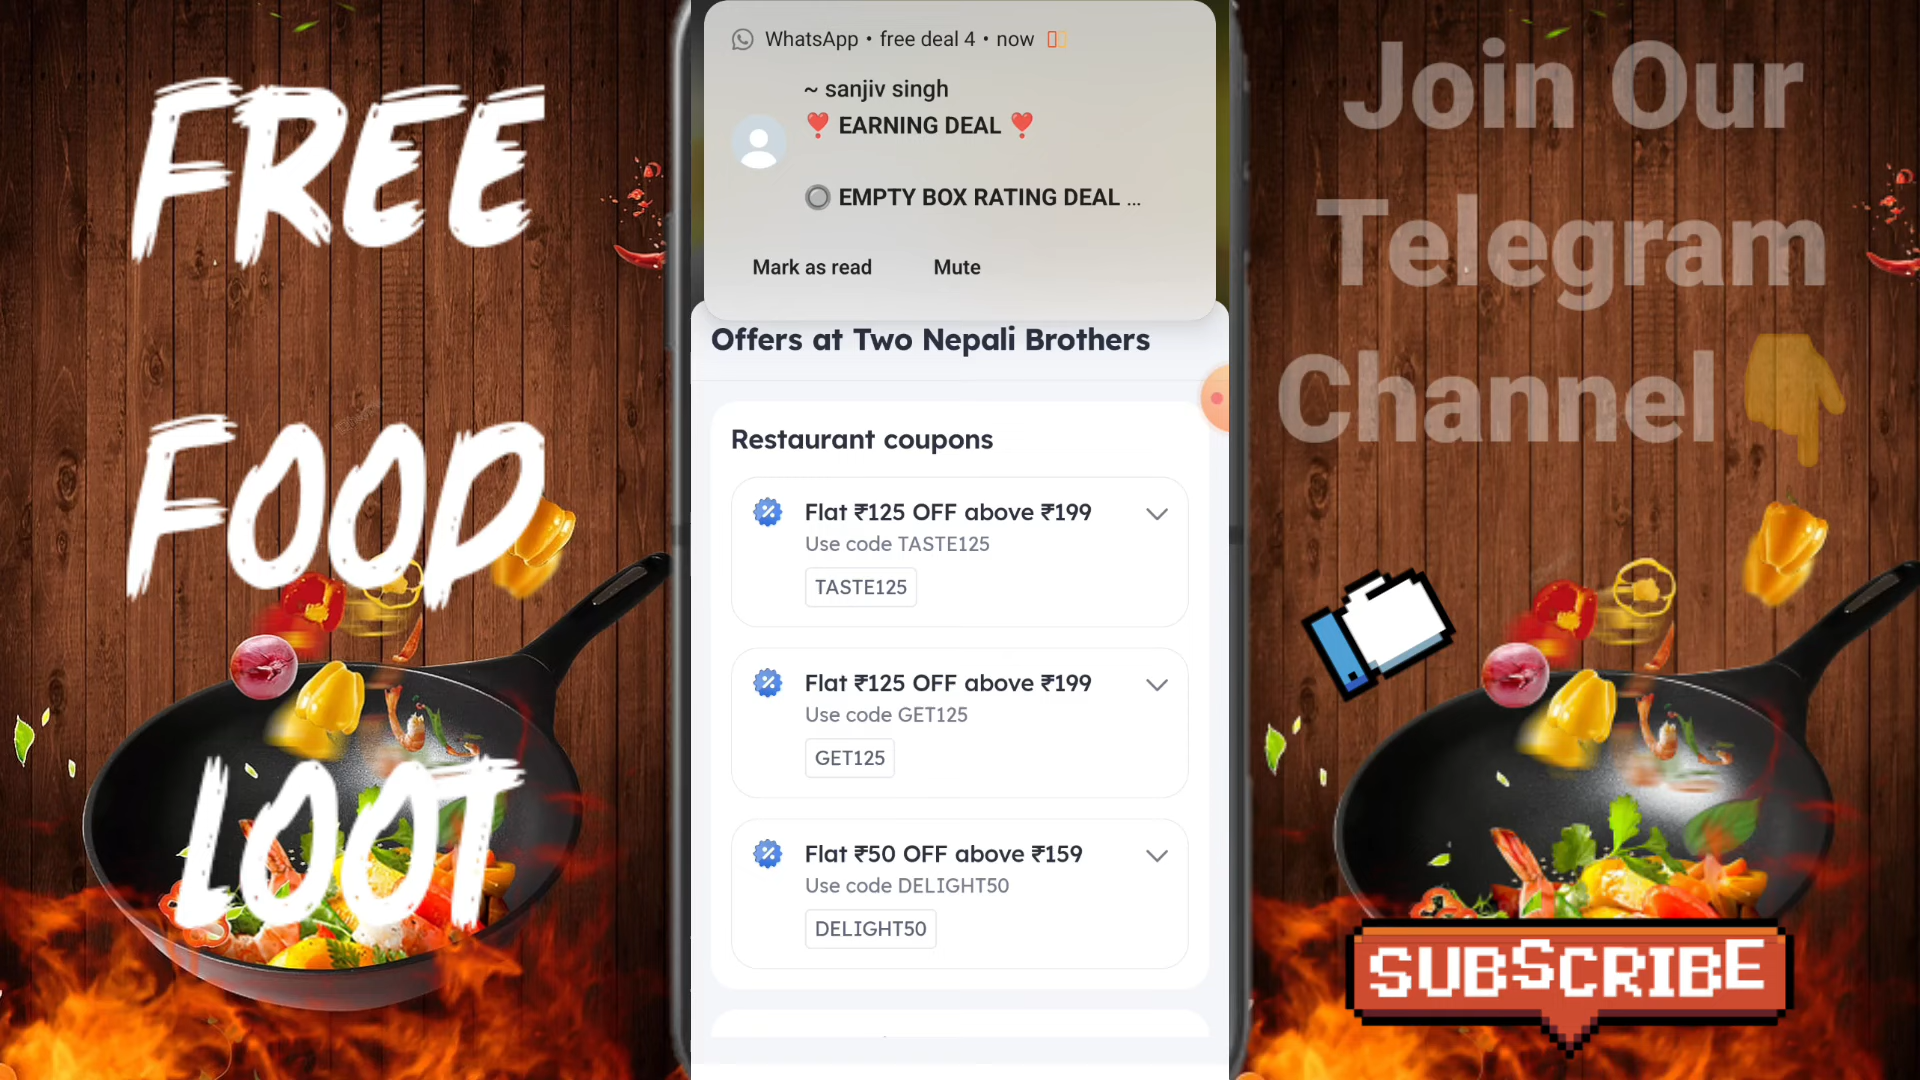 FREE
FOOD
LOOT
WhatsApp • free deal 4 • now
~ sanjiv singh
❣️ EARNING DEAL ❣️
🔘 EMPTY BOX RATING DEAL ...
Mark as read Mute
Offers at Two Nepali Brothers
Restaurant coupons
Flat ₹125 OFF above ₹199
Use code TASTE125
TASTE125
Flat ₹125 OFF above ₹199
Use code GET125
GET125
Flat ₹50 OFF above ₹159
Use code DELIGHT50
DELIGHT50
Join Our
Telegram
Channel 👇
SUBSCRIBE